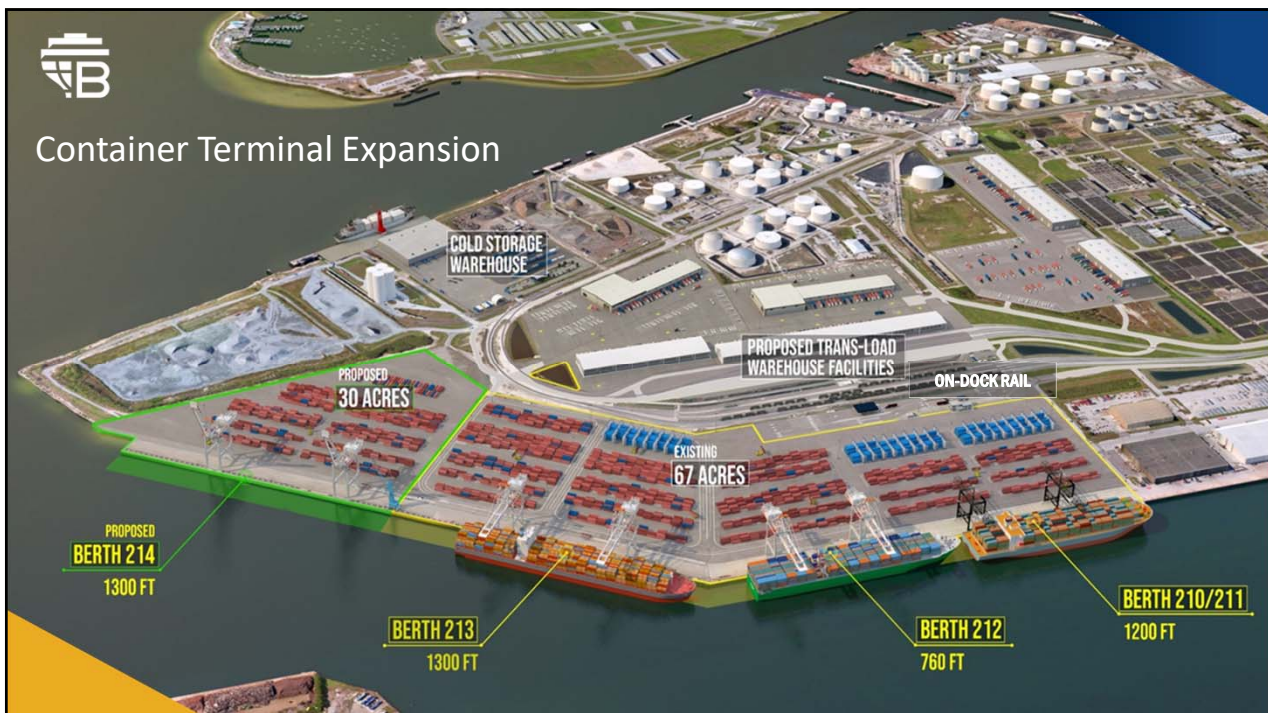 B
Container Terminal Expansion
COLD STORAGE
WAREHOUSE
PROPOSED TRANS-LOAD
WAREHOUSE FACILITIES
ON-DOCK RAIL
PROPOSED
30 ACRES
EXISTING
67 ACRES
PROPOSED
BERTH 214
1300 FT
BERTH 213
1300 FT
BERTH 212
760 FT
BERTH 210/211
1200 FT